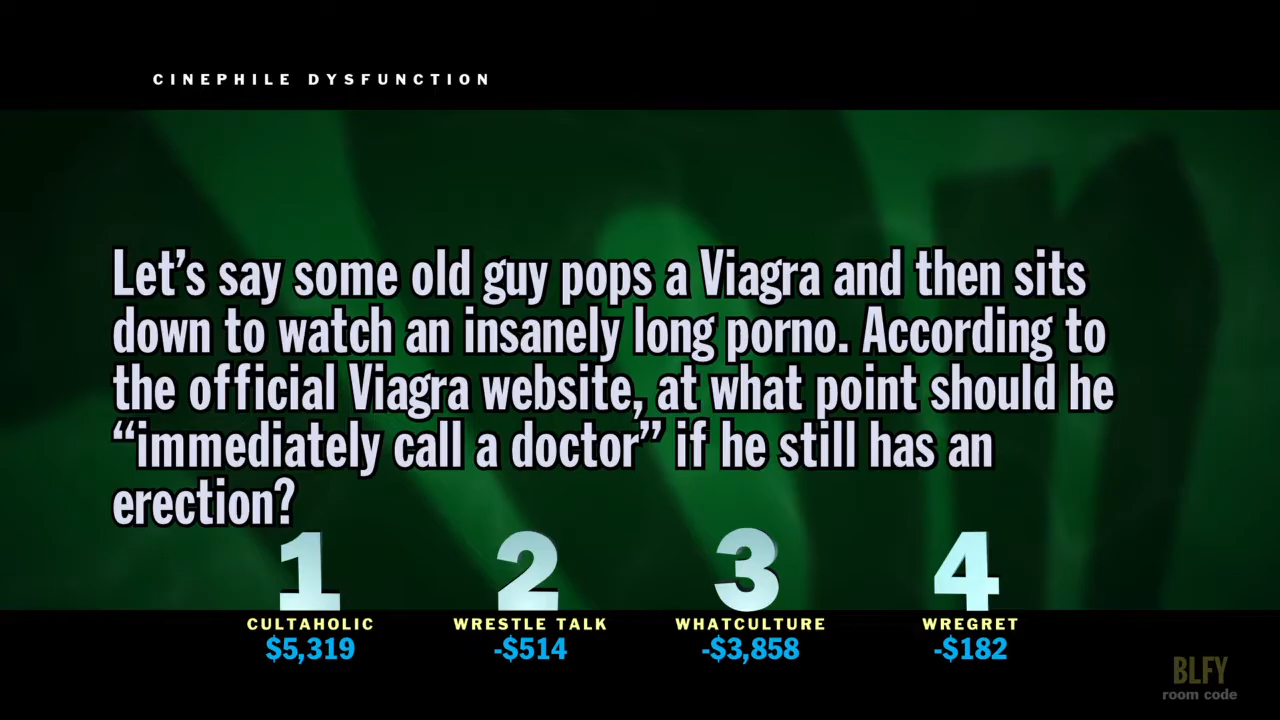 CINEPHILE DYSFUNCTION
Let’s say some old guy pops a Viagra and then sits
down to watch an insanely long porno. According to
the official Viagra website, at what point should he
“immediately call a doctor” if he still has an
erection?
1 2 3 4
CULTAHOLIC WRESTLE TALK WHATCULTURE WREGRET
$5,319 -$514 -$3,858 -$182
BLFY
room code